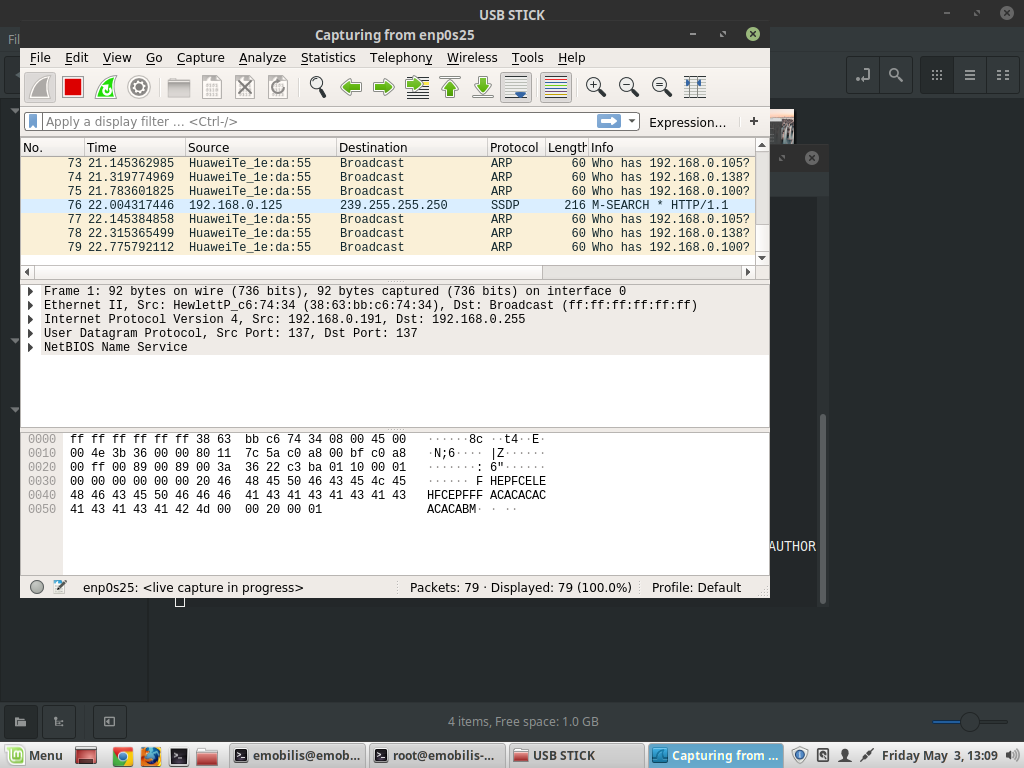 USB STICK
Capturing from enp0s25
Fil
File Edit View Go Capture Analyze Statistics Telephony Wireless Tools Help
Apply a display filter ... <Ctrl-/>
Expression...
+
No. Time Source Destination Protocol Length Info
73 21.145362985 HuaweiTe_1e:da:55 Broadcast ARP 60 Who has 192.168.0.105?
74 21.319774969 HuaweiTe_1e:da:55 Broadcast ARP 60 Who has 192.168.0.138?
75 21.783601825 HuaweiTe_1e:da:55 Broadcast ARP 60 Who has 192.168.0.100?
76 22.004317446 192.168.0.125 239.255.255.250 SSDP 216 M-SEARCH * HTTP/1.1
77 22.145384858 HuaweiTe_1e:da:55 Broadcast ARP 60 Who has 192.168.0.105?
78 22.315365499 HuaweiTe_1e:da:55 Broadcast ARP 60 Who has 192.168.0.138?
79 22.775792112 HuaweiTe_1e:da:55 Broadcast ARP 60 Who has 192.168.0.100?
Frame 1: 92 bytes on wire (736 bits), 92 bytes captured (736 bits) on interface 0
Ethernet II, Src: HewlettP_c6:74:34 (38:63:bb:c6:74:34), Dst: Broadcast (ff:ff:ff:ff:ff:ff)
Internet Protocol Version 4, Src: 192.168.0.191, Dst: 192.168.0.255
User Datagram Protocol, Src Port: 137, Dst Port: 137
NetBIOS Name Service
0000 ff ff ff ff ff ff 38 63 bb c6 74 34 08 00 45 00 ······8c ··t4··E·
0010 00 4e 3b 36 00 00 80 11 7c 5a c0 a8 00 bf c0 a8 ·N;6···· |Z······
0020 00 ff 00 89 00 89 00 3a 36 22 c3 ba 01 10 00 01 ·······: 6"······
0030 00 00 00 00 00 00 20 46 48 45 50 46 43 45 4c 45 ······ F HEPFCELE
0040 48 46 43 45 50 46 46 46 41 43 41 43 41 43 41 43 HFCEPFFF ACACACAC
0050 41 43 41 43 41 42 4d 00 00 20 00 01 ACACABM· · ··
AUTHOR
enp0s25: <live capture in progress> Packets: 79 · Displayed: 79 (100.0%) Profile: Default
4 items, Free space: 1.0 GB
Menu emobilis@emob... root@emobilis-... USB STICK Capturing from ... Friday May 3, 13:09